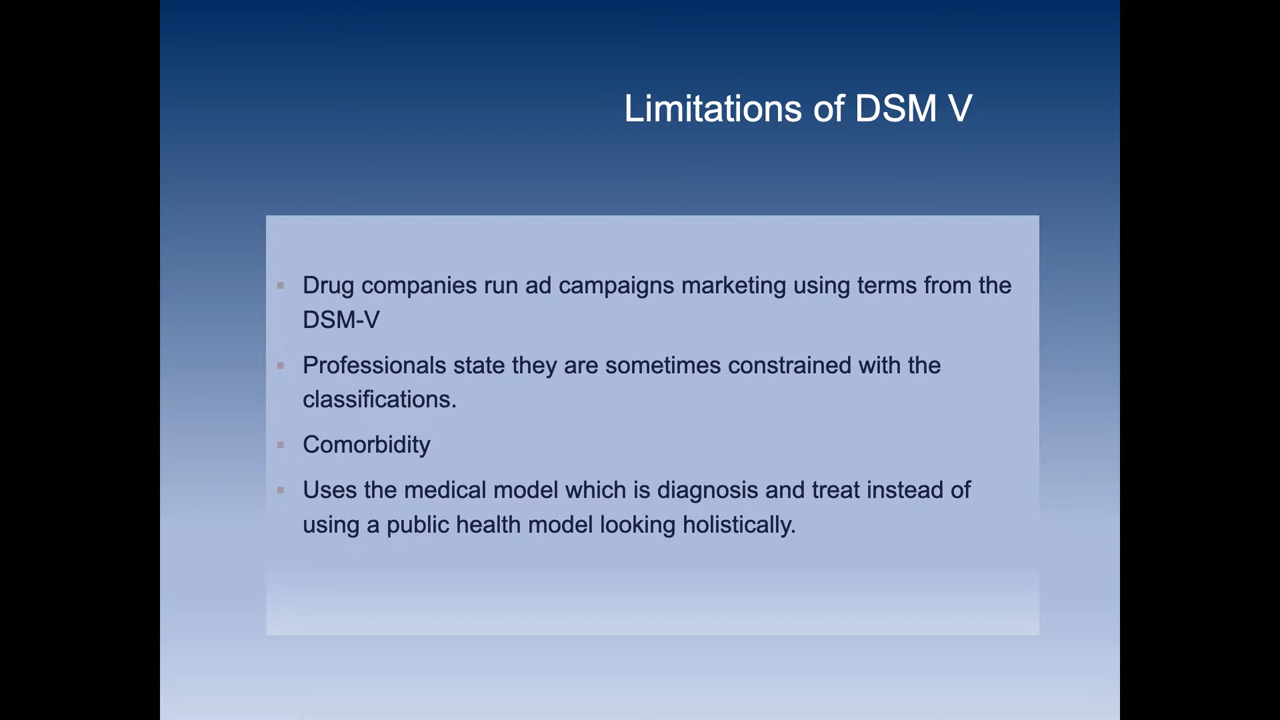 Limitations of DSM V
▪ Drug companies run ad campaigns marketing using terms from the
DSM-V
▪ Professionals state they are sometimes constrained with the
classifications.
▪ Comorbidity
▪ Uses the medical model which is diagnosis and treat instead of
using a public health model looking holistically.